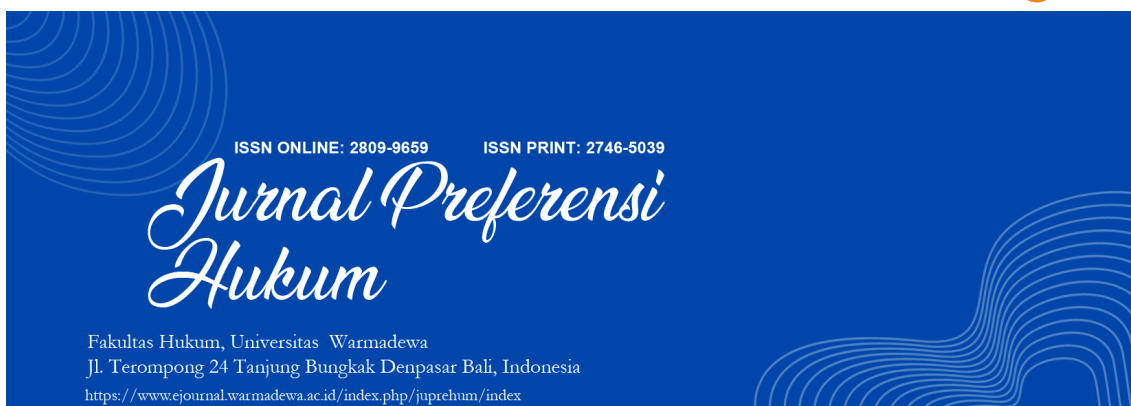 ISSN ONLINE: 2809-9659 ISSN PRINT: 2746-5039
Jurnal Preferensi
Hukum
Fakultas Hukum, Universitas Warmadewa
Jl. Terompong 24 Tanjung Bungkak Denpasar Bali, Indonesia
https://www.ejournal.warmadewa.ac.id/index.php/juprehum/index